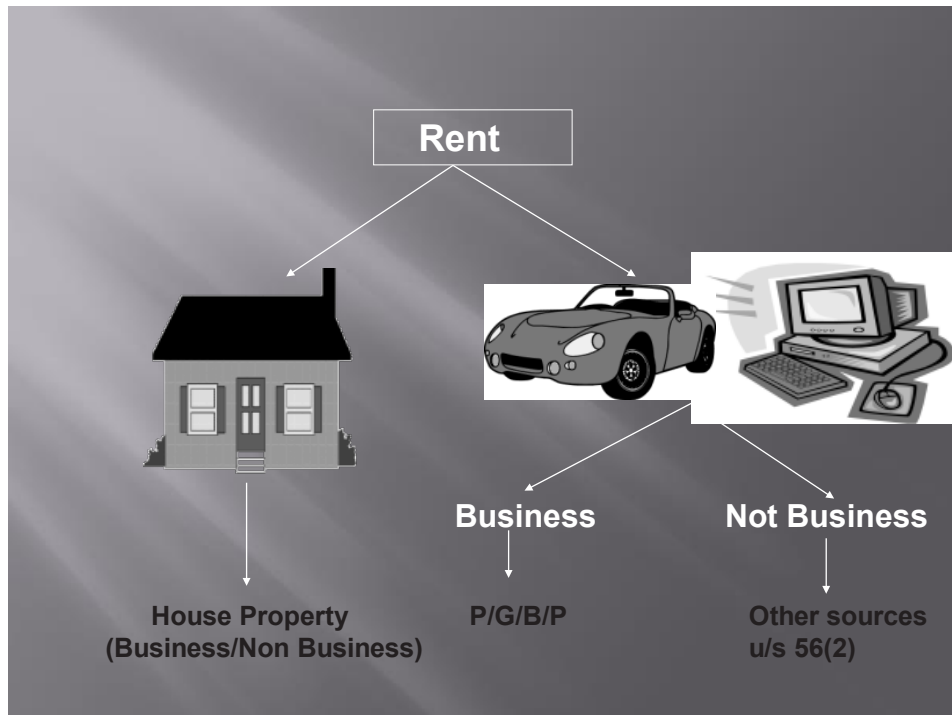 Rent
Business
Not Business
House Property
(Business/Non Business)
P/G/B/P
Other sources
u/s 56(2)